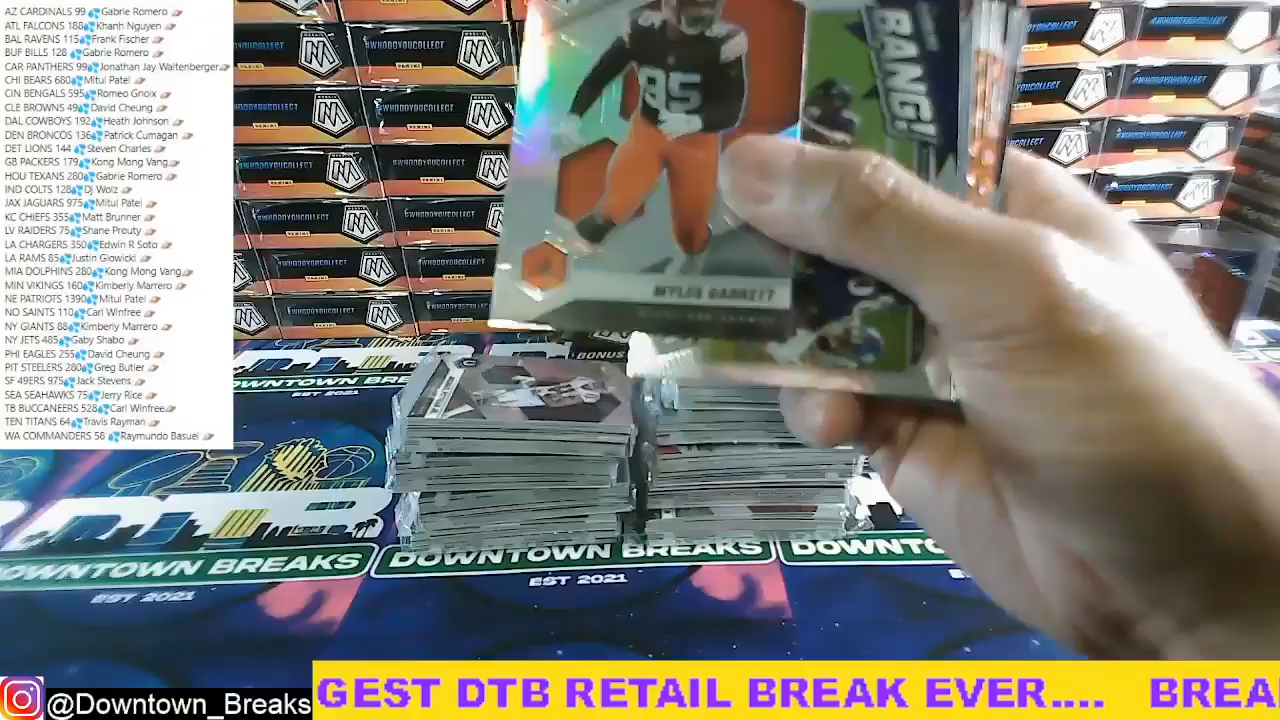 AZ CARDINALS 99💦Gabrie Romero
ATL FALCONS 188💦Khanh Nguyen
BAL RAVENS 115💦Frank Fischer
BUF BILLS 128 💦Gabrie Romero
CAR PANTHERS 99💦Jonathan Jay Waltenberger
CHI BEARS 680💦Mitul Patel
CIN BENGALS 595💦Romeo Gnoix
CLE BROWNS 49💦David Cheung
DAL COWBOYS 192💦Heath Johnson
DEN BRONCOS 136💦Patrick Cumagan
DET LIONS 144 💦Steven Charles
GB PACKERS 179💦Kong Mong Vang
HOU TEXANS 280💦Gabrie Romero
IND COLTS 128💦DJ Wolz
JAX JAGUARS 975💦Mitul Patel
KC CHIEFS 355💦Matt Brunner
LV RAIDERS 75💦Shane Prouty
LA CHARGERS 350💦Edwin R Soto
LA RAMS 85💦Justin Glowicki
MIA DOLPHINS 280💦Kong Mong Vang
MIN VIKINGS 160💦Kimberly Marrero
NE PATRIOTS 1390💦Mitul Patel
NO SAINTS 110💦Carl Winfree
NY GIANTS 88💦Kimberly Marrero
NY JETS 485💦Gaby Shabo
PHI EAGLES 255💦David Cheung
PIT STEELERS 280💦Greg Butler
SF 49ERS 975💦Jack Stevens
SEA SEAHAWKS 75💦Jerry Rice
TB BUCCANEERS 528💦Carl Winfree
TEN TITANS 64💦Travis Rayman
WA COMMANDERS 58 💦Raymundo Basuel
#WHODOYOUCOLLECT
PANINI
BANG!
95
MYLES GARRETT
BONUS
DTB
DOWNTOWN BREAKS
EST 2021
DOWNTOWN BREAKS
EST 2021
DOWNTO
@Downtown_Breaks
GEST DTB RETAIL BREAK EVER.... BREA